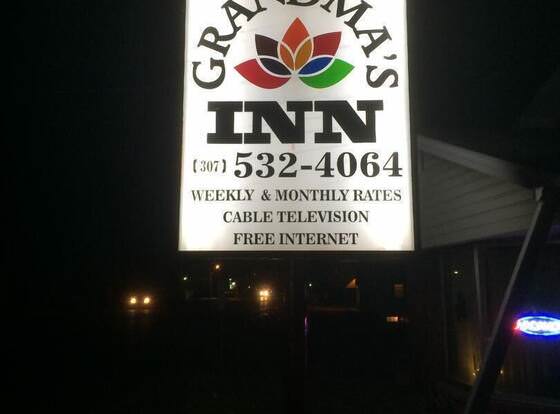 GRANDMA'S
INN
(307) 532-4064
WEEKLY & MONTHLY RATES
CABLE TELEVISION
FREE INTERNET